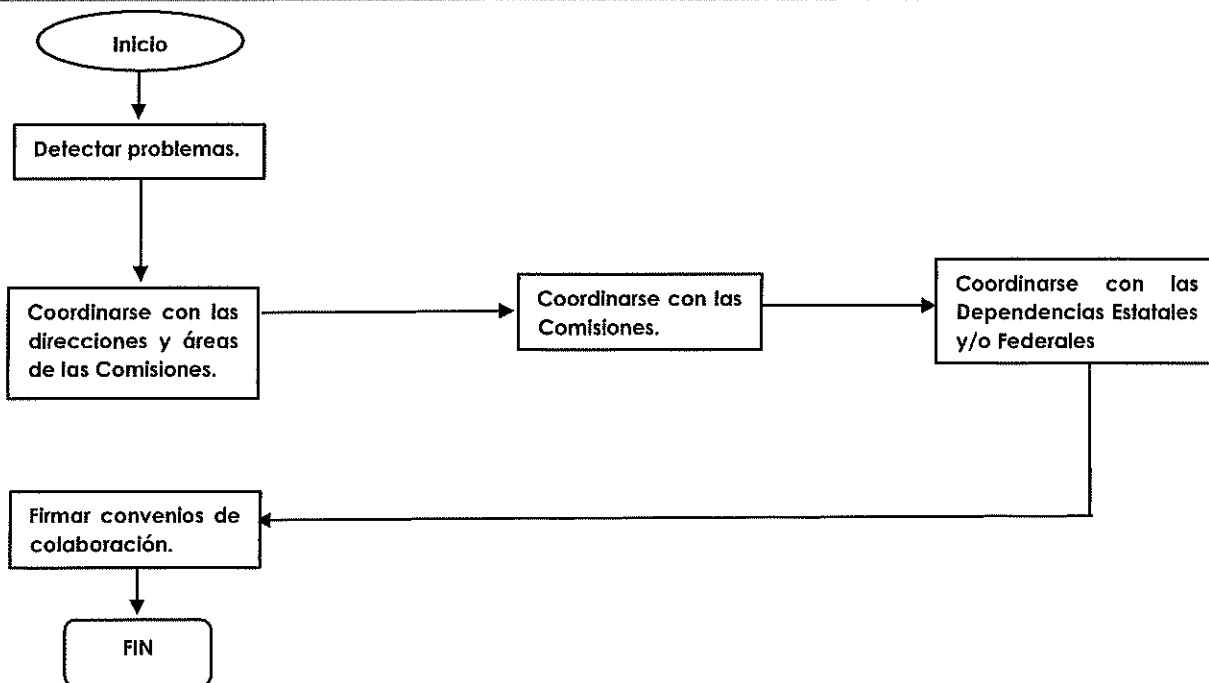 Inicio
Detectar problemas.
Coordinarse con las
direcciones y áreas
de las Comisiones.
Coordinarse con las
Comisiones.
Coordinarse con las
Dependencias Estatales
y/o Federales
Firmar convenios de
colaboración.
FIN